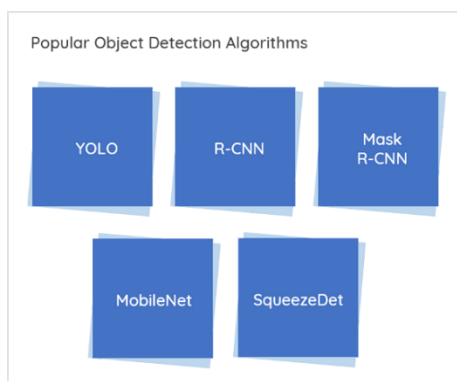 Popular Object Detection Algorithms
YOLO
R-CNN
Mask
R-CNN
MobileNet
SqueezeDet